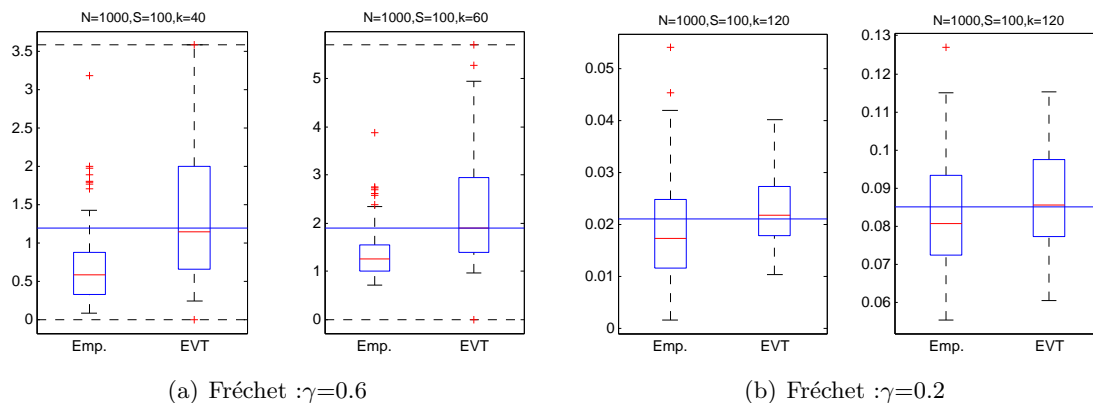 N=1000,S=100,k=40
3.5
3
2.5
2
1.5
1
0.5
0
Emp.
EVT
N=1000,S=100,k=60
5
4
3
2
1
0
Emp.
EVT
(a) Fréchet :γ=0.6
N=1000,S=100,k=120
0.05
0.04
0.03
0.02
0.01
0
Emp.
EVT
N=1000,S=100,k=120
0.13
0.12
0.11
0.1
0.09
0.08
0.07
0.06
Emp.
EVT
(b) Fréchet :γ=0.2